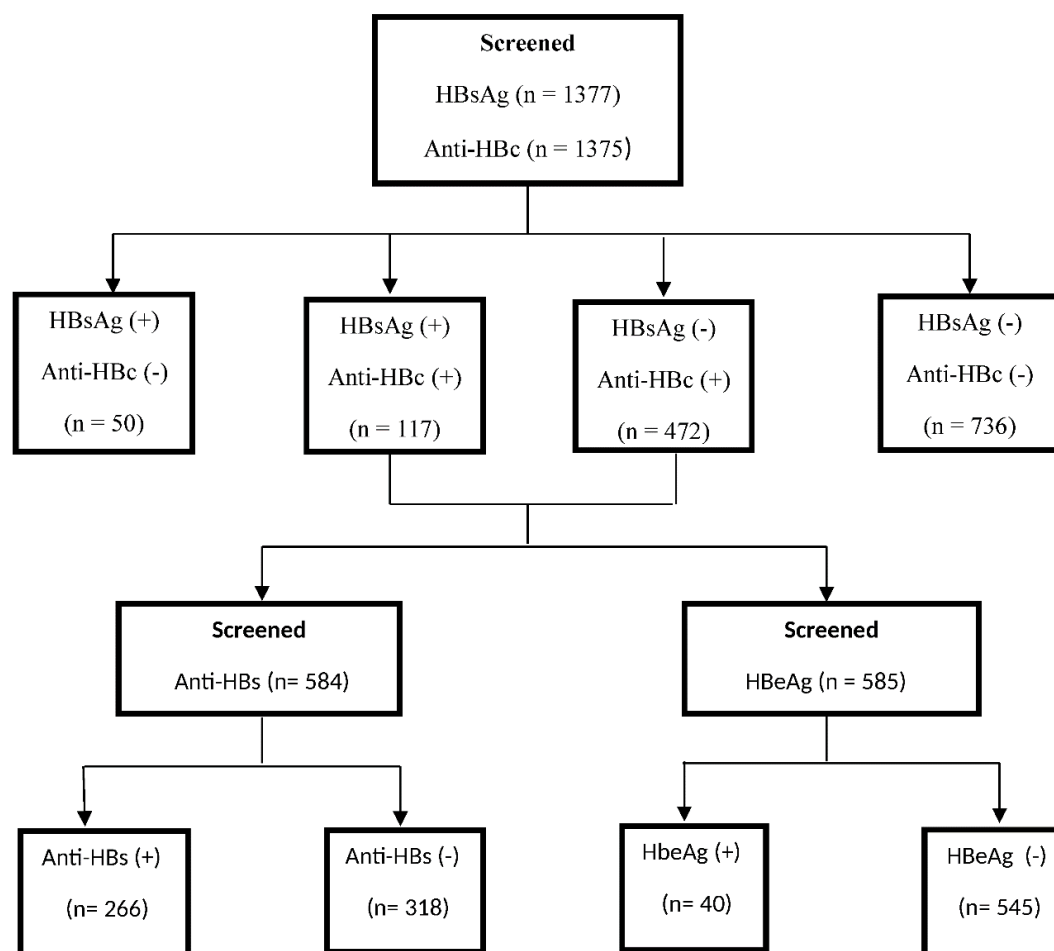 Screened
HBsAg (n = 1377)
Anti-HBc (n = 1375)
HBsAg (+)
Anti-HBc (-)
(n = 50)
HBsAg (+)
Anti-HBc (+)
(n = 117)
HBsAg (-)
Anti-HBc (+)
(n = 472)
HBsAg (-)
Anti-HBc (-)
(n = 736)
Screened
Anti-HBs (n= 584)
Screened
HBeAg (n = 585)
Anti-HBs (+)
(n= 266)
Anti-HBs (-)
(n= 318)
HbeAg (+)
(n= 40)
HBeAg (-)
(n= 545)